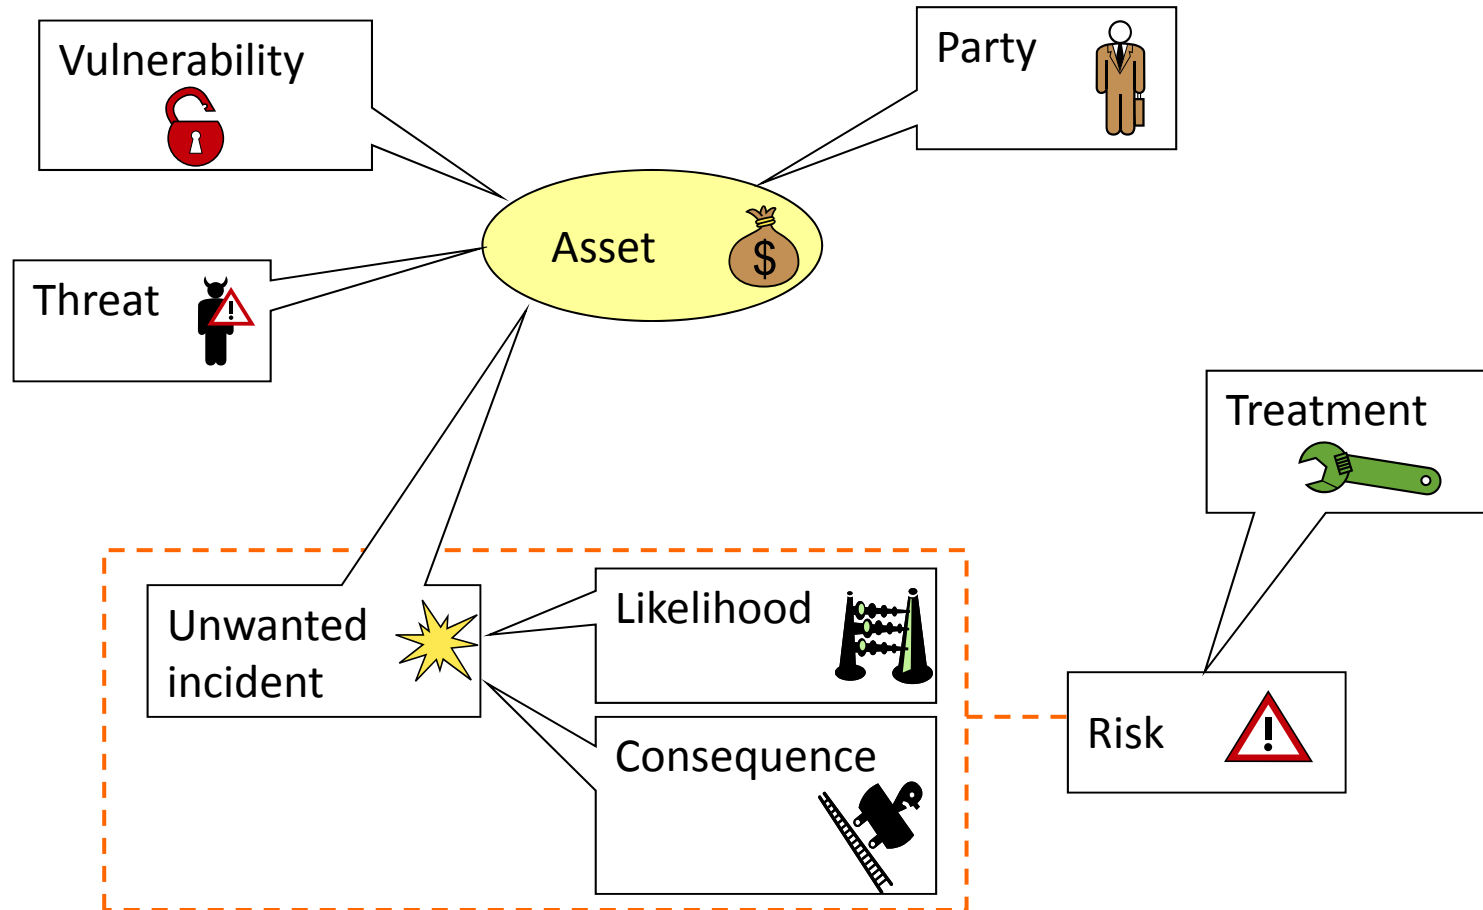 Vulnerability
Party
Asset
$
Threat
!
Treatment
Unwanted
incident
Likelihood
Consequence
Risk
!